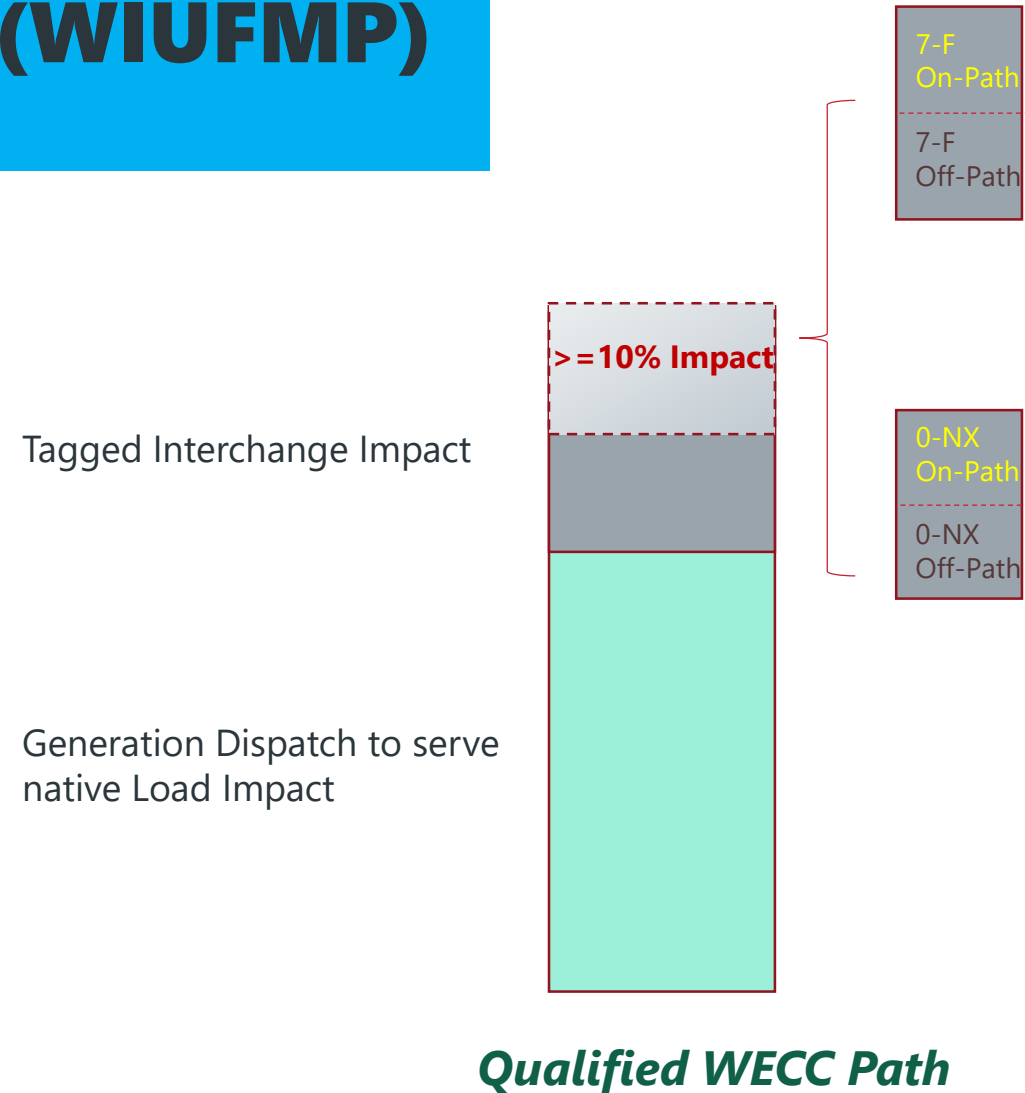 (WIUFMP)
7-F
On-Path
7-F
Off-Path
>=10% Impact
Tagged Interchange Impact
0-NX
On-Path
0-NX
Off-Path
Generation Dispatch to serve
native Load Impact
Qualified WECC Path